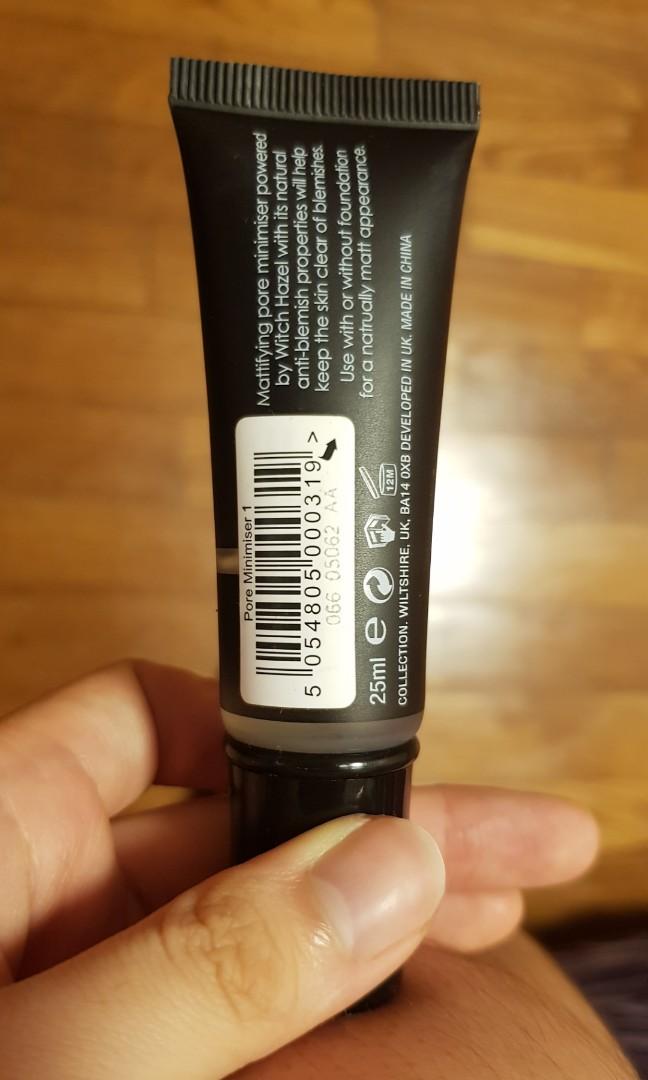 Mattifying pore minimiser powered
by Witch Hazel with its natural
anti-blemish properties will help
keep the skin clear of blemishes.
Use with or without foundation
for a natrually matt appearance.
Pore Minimiser 1
5 054805 000319 >
066 05062 AA
25ml e 12M
COLLECTION. WILTSHIRE, UK, BA14 0XB DEVELOPED IN UK. MADE IN CHINA